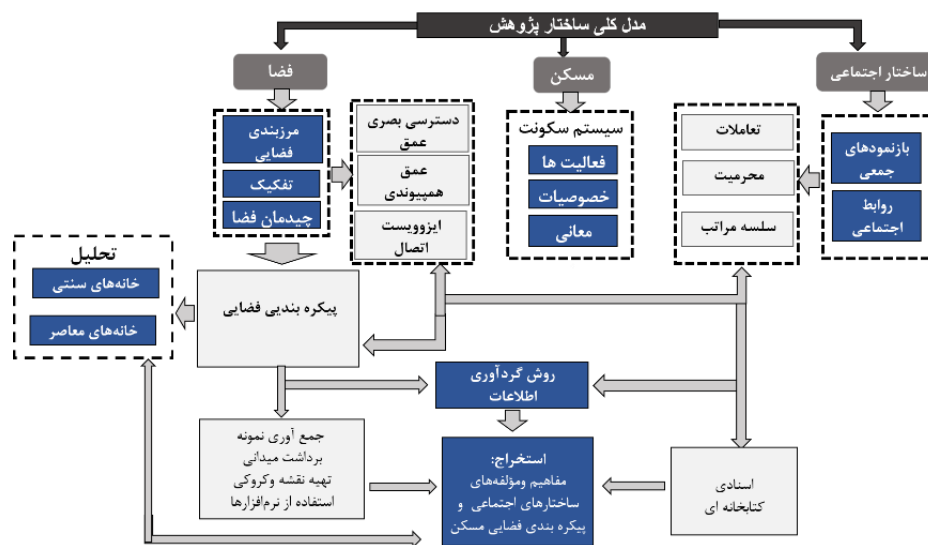 مدل کلی ساختار پژوهش
ساختار اجتماعی
مسکن
فضا
بازنمودهای
جمعی
روابط
اجتماعی
تعاملات
محرمیت
سلسه مراتب
سیستم سکونت
فعالیت ها
خصوصیات
معانی
دسترسی بصری
عمق
عمق
همپیوندی
ایزوویست
اتصال
مرزبندی
فضایی
تفکیک
چیدمان فضا
پیکره بندیی فضایی
تحلیل
خانه‌های سنتی
خانه‌های معاصر
روش گردآوری
اطلاعات
جمع آوری نمونه
برداشت میدانی
تهیه نقشه وکروکی
استفاده از نرم‌افزارها
استخراج:
مفاهیم ومؤلفه‌های
ساختارهای اجتماعی و
پیکره بندی فضایی مسکن
اسنادی
کتابخانه ای